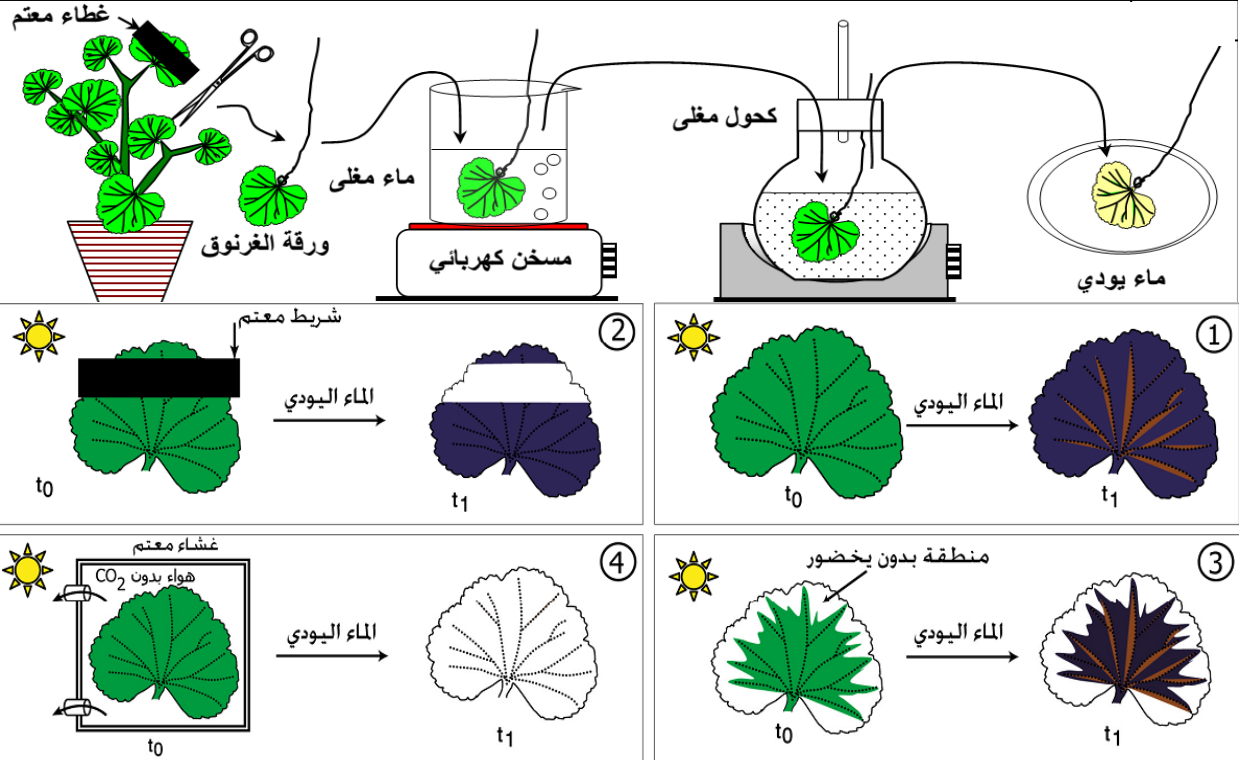 غطاء معتم
ورقة الغرنوق
ماء مغلى
مسخن كهربائي
كحول مغلى
ماء يودي
1
الماء اليودي
t0
t1
2
شريط معتم
الماء اليودي
t0
t1
3
منطقة بدون يخضور
الماء اليودي
t0
t1
4
غشاء معتم
هواء بدون CO2
الماء اليودي
t0
t1